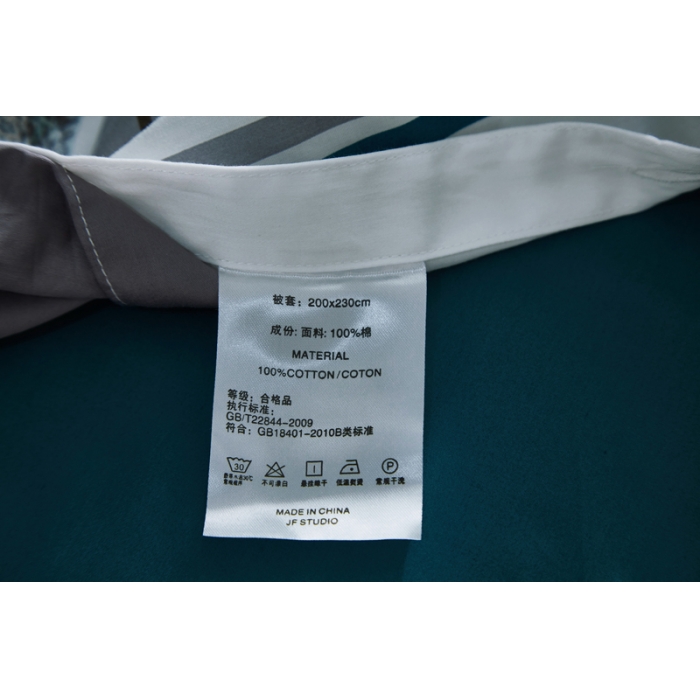 被套：200x230cm
成份: 面料: 100%棉
MATERIAL
100%COTTON/COTON
等级：合格品
执行标准：
GB/T22844-2009
符合：GB18401-2010B类标准
30
不可漂白 悬挂晾干 低温熨烫 常规干洗
MADE IN CHINA
JF STUDIO